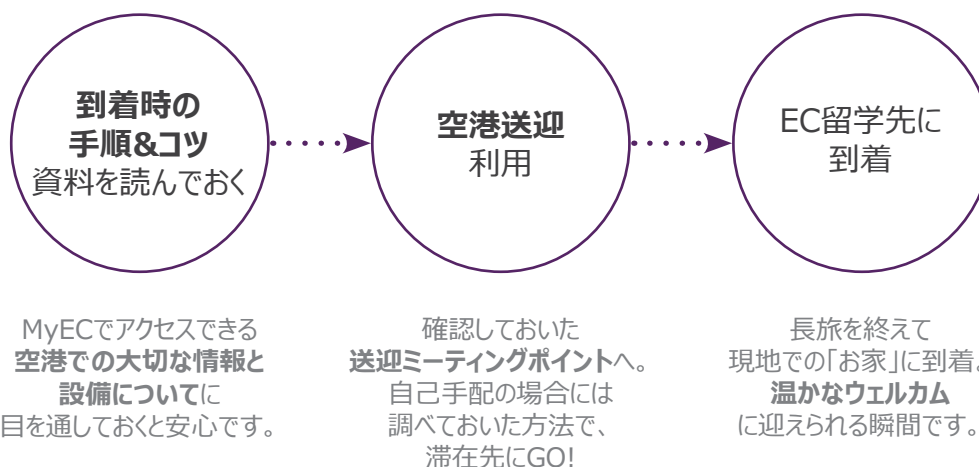 到着時の
手順&コツ
資料を読んでおく
空港送迎
利用
EC留学先に
到着
MyECでアクセスできる
空港での大切な情報と
設備についてに
目を通しておくと安心です。
確認しておいた
送迎ミーティングポイントへ。
自己手配の場合には
調べておいた方法で、
滞在先にGO!
長旅を終えて
現地での「お家」に到着。
温かなウェルカム
に迎えられる瞬間です。